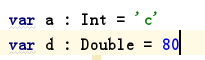 var a : Int = 'c'
var d : Double = 80